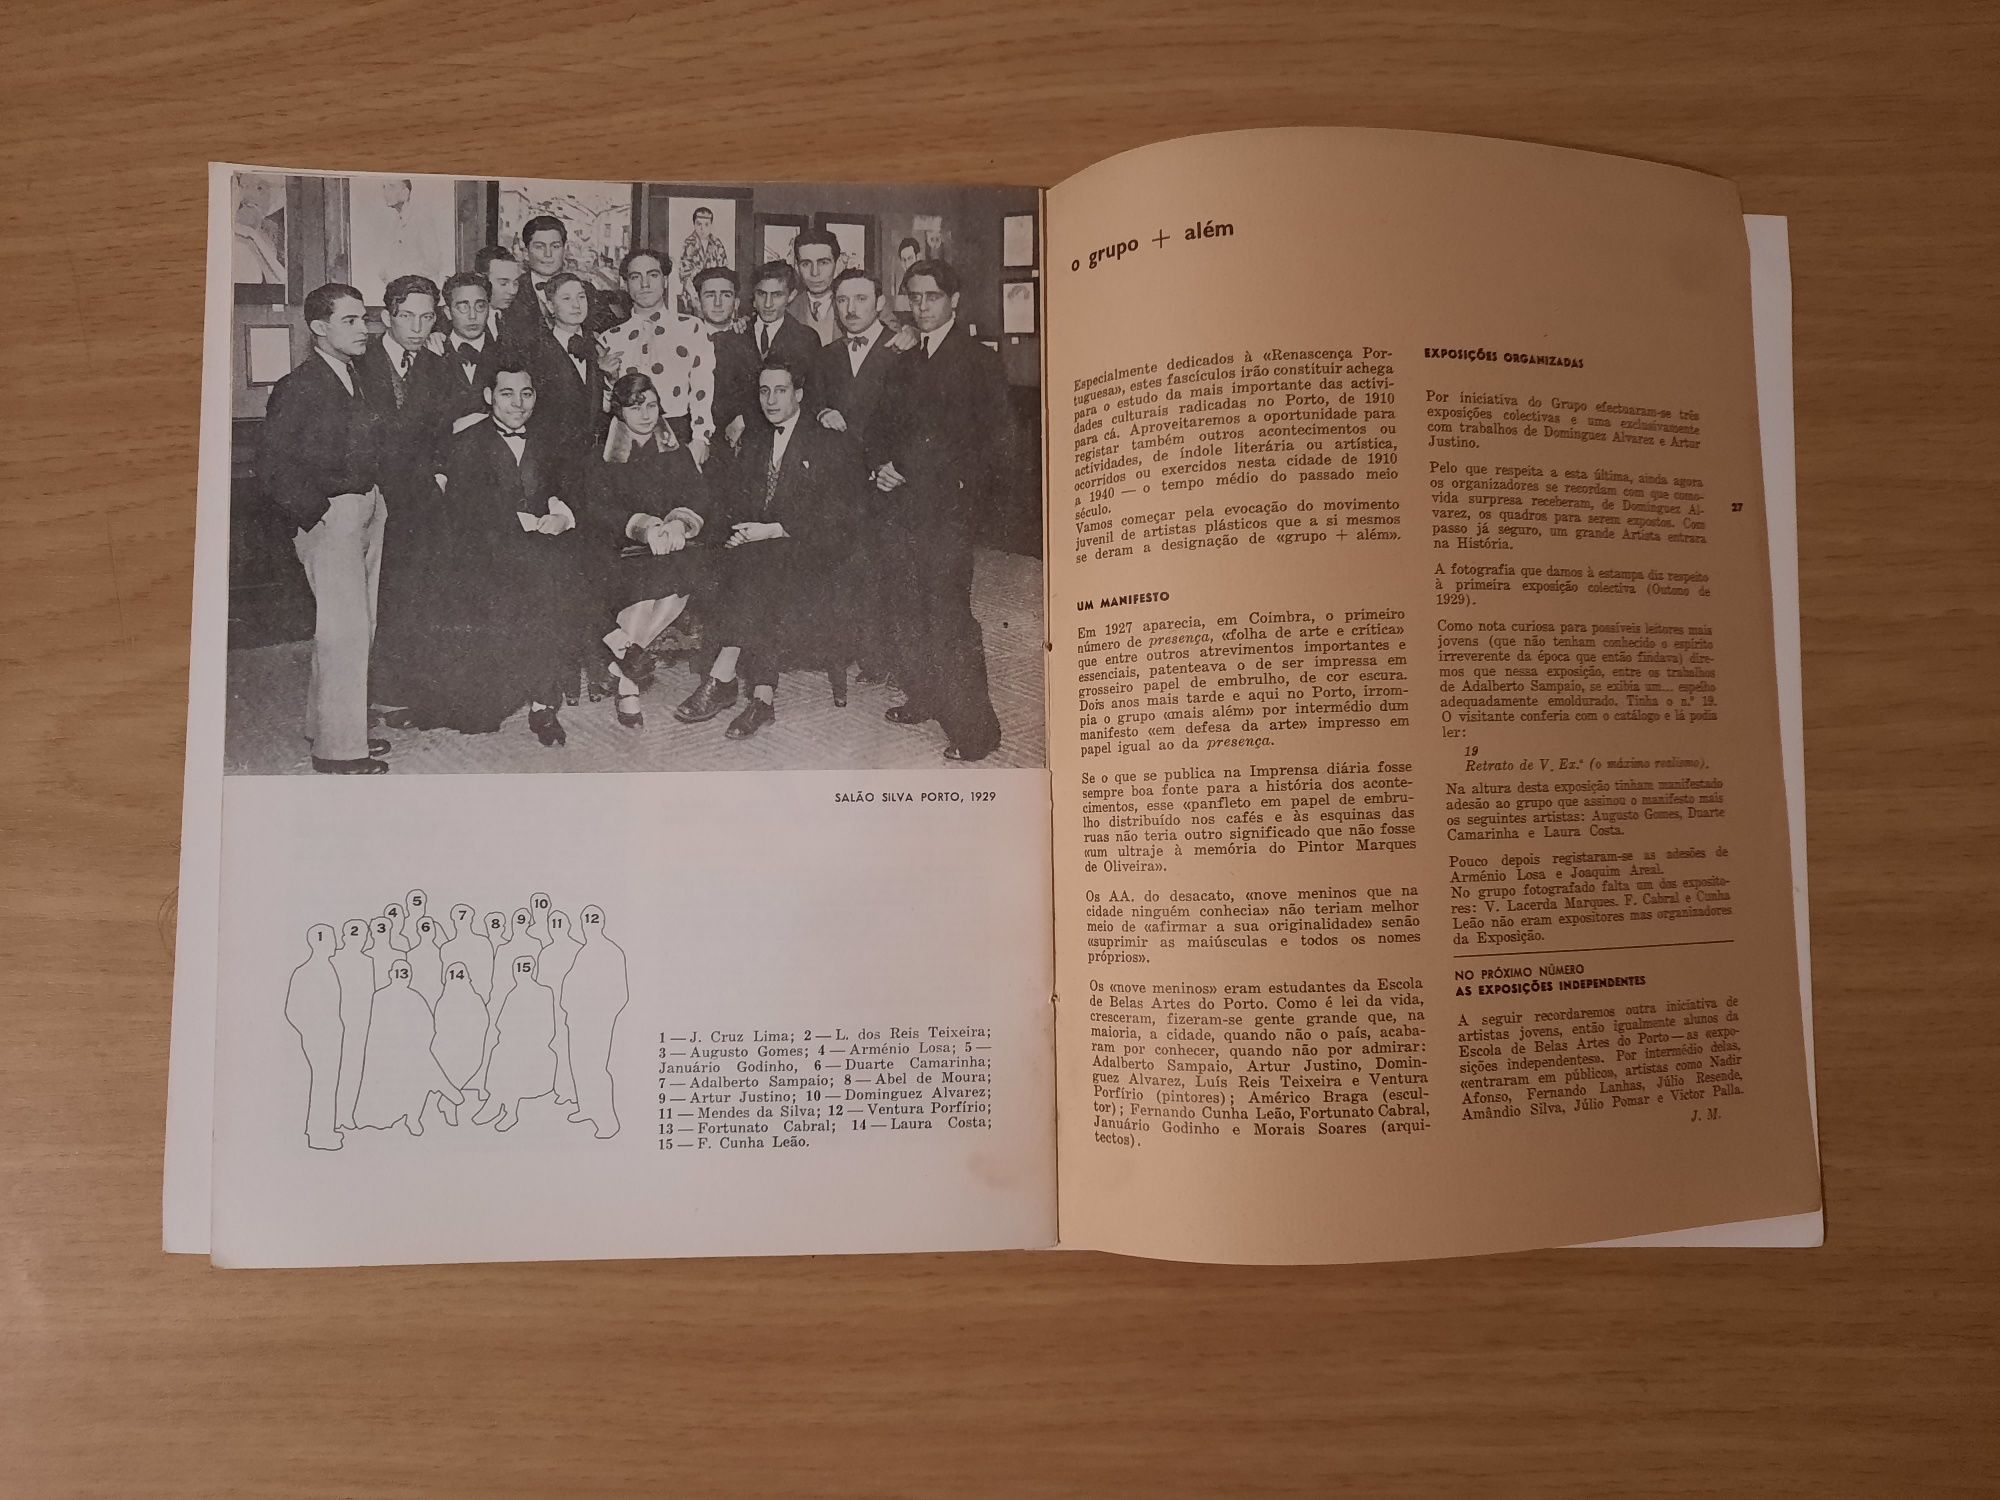 SALÃO SILVA PORTO, 1929
1
2
3
4
5
6
7
8
9
10
11
12
13
14
15
1 — J. Cruz Lima; 2 — L. dos Reis Teixeira;
3 — Augusto Gomes; 4 — Arménio Losa; 5 —
Januário Godinho, 6 — Duarte Camarinha;
7 — Adalberto Sampaio; 8 — Abel de Moura;
9 — Artur Justino; 10 — Dominguez Alvarez;
11 — Mendes da Silva; 12 — Ventura Porfírio;
13 — Fortunato Cabral; 14 — Laura Costa;
15 — F. Cunha Leão.
o grupo + além
Especialmente dedicados à «Renascença Por-
tuguesa», estes fascículos irão constituir achega
para o estudo da mais importante das activi-
dades culturais radicadas no Porto, de 1910
para cá. Aproveitaremos a oportunidade para
registar também outros acontecimentos ou
actividades, de índole literária ou artística,
ocorridos ou exercidos nesta cidade de 1910
a 1940 — o tempo médio do passado meio
século.
Vamos começar pela evocação do movimento
juvenil de artistas plásticos que a si mesmos
se deram a designação de «grupo + além».
UM MANIFESTO
Em 1927 aparecia, em Coimbra, o primeiro
número de presença, «folha de arte e crítica»
que entre outros atrevimentos importantes e
essenciais, patenteava o de ser impressa em
grosseiro papel de embrulho, de cor escura.
Dois anos mais tarde e aqui no Porto, irrom-
pia o grupo «mais além» por intermédio dum
manifesto «em defesa da arte» impresso em
papel igual ao da presença.
Se o que se publica na Imprensa diária fosse
sempre boa fonte para a história dos aconte-
cimentos, esse «panfleto em papel de embru-
lho distribuído nos cafés e às esquinas das
ruas não teria outro significado que não fosse
«um ultraje à memória do Pintor Marques
de Oliveira».
Os AA. do desacato, «nove meninos que na
cidade ninguém conhecia» não teriam melhor
meio de «afirmar a sua originalidade» senão
«suprimir as maiúsculas e todos os nomes
próprios».
Os «nove meninos» eram estudantes da Escola
de Belas Artes do Porto. Como é lei da vida,
cresceram, fizeram-se gente grande que, na
maioria, a cidade, quando não o país, acaba-
ram por conhecer, quando não por admirar:
Adalberto Sampaio, Artur Justino, Domin-
guez Alvarez, Luís Reis Teixeira e Ventura
Porfírio (pintores); Américo Braga (escul-
tor); Fernando Cunha Leão, Fortunato Cabral,
Januário Godinho e Morais Soares (arqui-
tectos).
EXPOSIÇÕES ORGANIZADAS
Por iniciativa do Grupo efectuaram-se três
exposições colectivas e uma exclusivamente
com trabalhos de Dominguez Alvarez e Artur
Justino.
Pelo que respeita a esta última, ainda agora
os organizadores se recordam com que como-
vida surpresa receberam, de Dominguez Al-
varez, os quadros para serem expostos. Com
passo já seguro, um grande Artista entrara
na História.
A fotografia que damos à estampa diz respeito
à primeira exposição colectiva (Outono de
1929).
Como nota curiosa para possíveis leitores mais
jovens (que não tenham conhecido o espírito
irreverente da época que então findava) dire-
mos que nessa exposição, entre os trabalhos
de Adalberto Sampaio, se exibia um... espelho
adequadamente emoldurado. Tinha o n.º 19.
O visitante conferia com o catálogo e lá podia
ler:
19
Retrato de V. Ex.ª (o máximo realismo).
Na altura desta exposição tinham manifestado
adesão ao grupo que assinou o manifesto mais
os seguintes artistas: Augusto Gomes, Duarte
Camarinha e Laura Costa.
Pouco depois registaram-se as adesões de
Arménio Losa e Joaquim Areal.
No grupo fotografado falta um dos exposito-
res: V. Lacerda Marques. F. Cabral e Cunha
Leão não eram expositores mas organizadores
da Exposição.
NO PRÓXIMO NÚMERO
AS EXPOSIÇÕES INDEPENDENTES
A seguir recordaremos outra iniciativa de
artistas jovens, então igualmente alunos da
Escola de Belas Artes do Porto — as «expo-
sições independentes». Por intermédio delas,
«entraram em público», artistas como Nadir
Afonso, Fernando Lanhas, Júlio Resende,
Amândio Silva, Júlio Pomar e Victor Palla.
J. M.
27